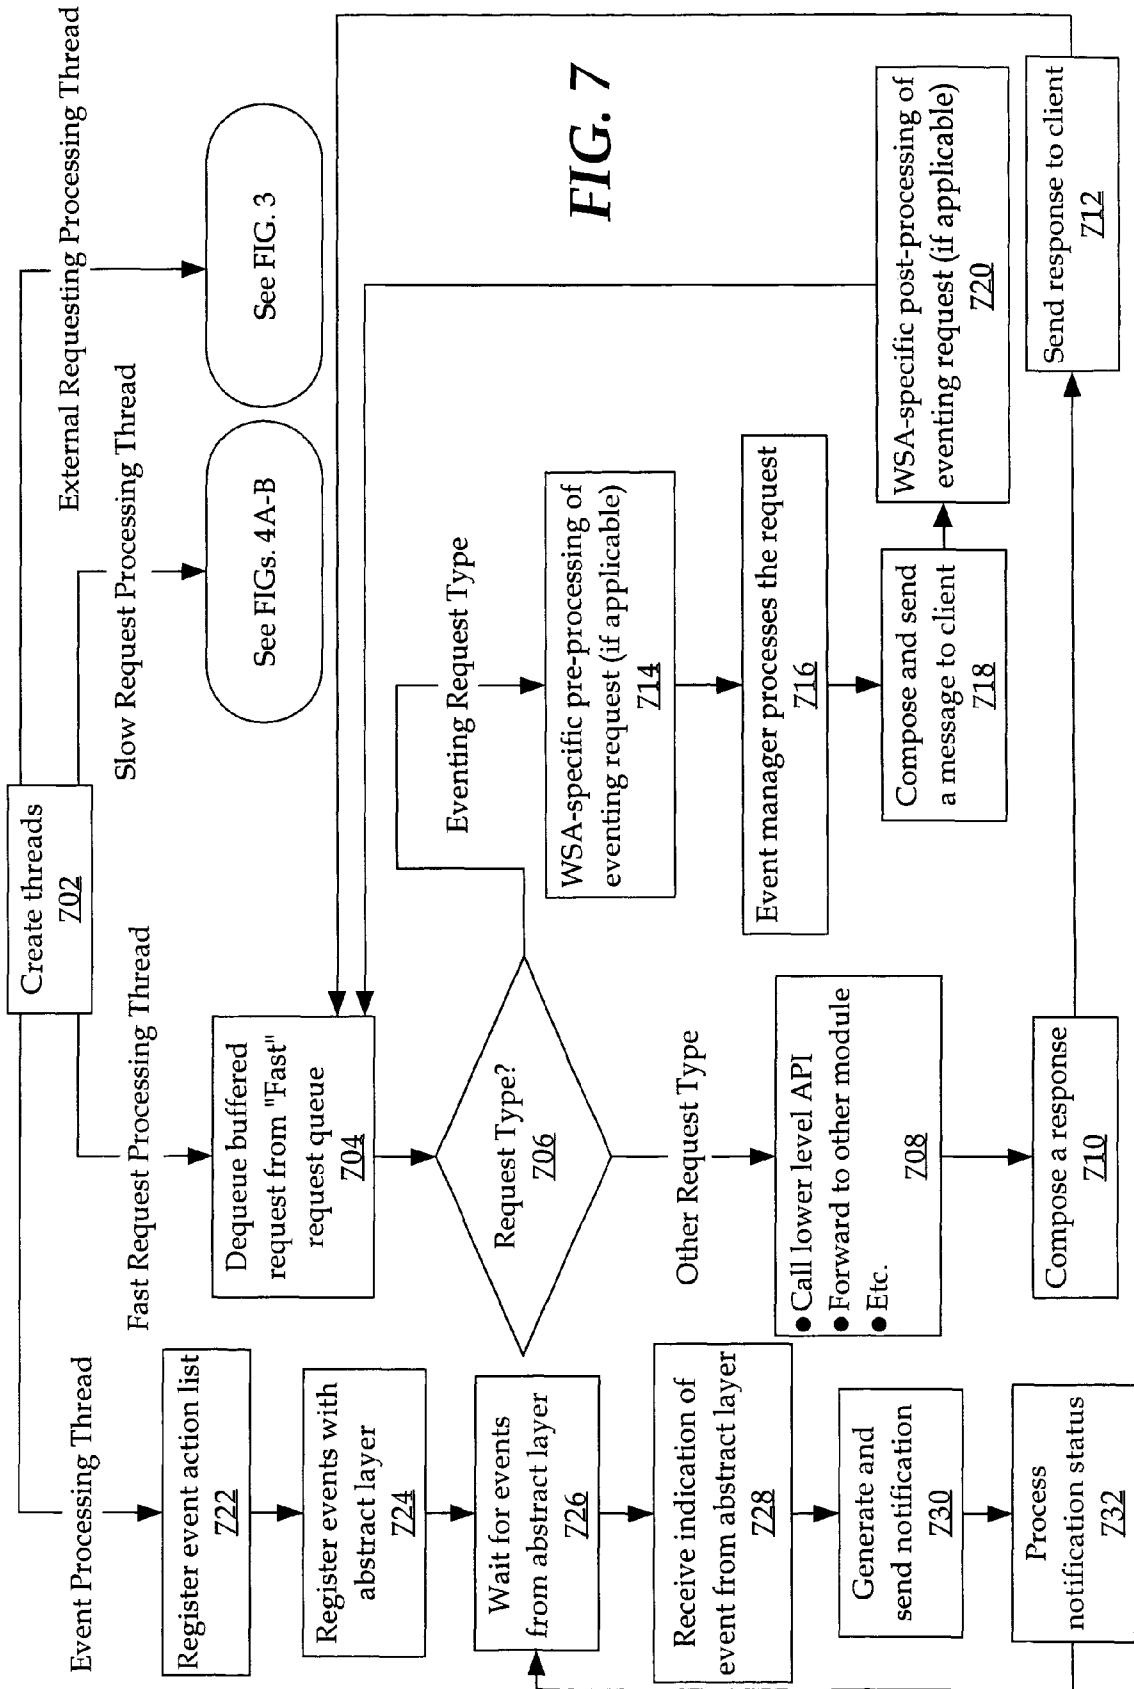 Create threads
702
Event Processing Thread
Fast Request Processing Thread
Slow Request Processing Thread
External Requesting Processing Thread
Register event action list
722
Register events with
abstract layer
724
Wait for events
from abstract layer
726
Receive indication of
event from abstract layer
728
Generate and
send notification
730
Process
notification status
732
Dequeue buffered
request from "Fast"
request queue
704
Request Type?
706
Other Request Type
● Call lower level API
● Forward to other module
● Etc.
708
Compose a response
710
Eventing Request Type
WSA-specific pre-processing of
eventing request (if applicable)
714
Event manager processes the request
716
Compose and send
a message to client
718
WSA-specific post-processing of
eventing request (if applicable)
720
Send response to client
712
See FIGs. 4A-B
See FIG. 3
FIG. 7